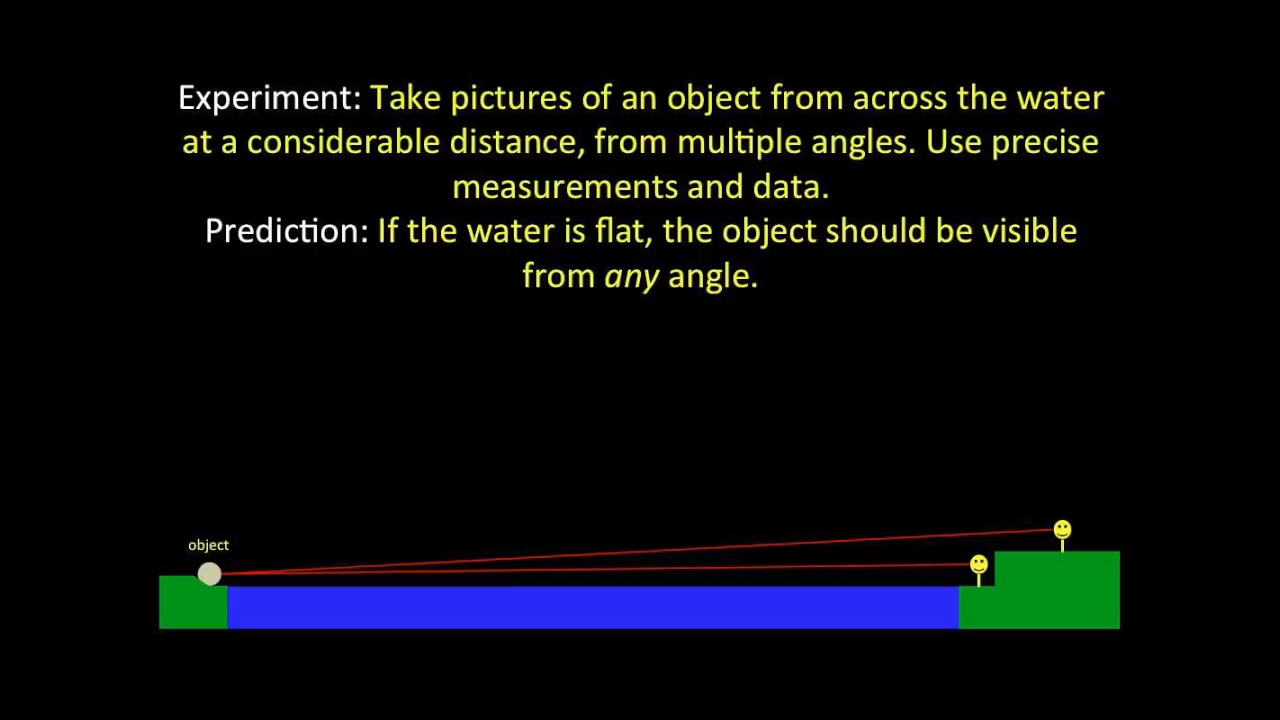 Experiment: Take pictures of an object from across the water
at a considerable distance, from multiple angles. Use precise
measurements and data.
Prediction: If the water is flat, the object should be visible
from any angle.
object